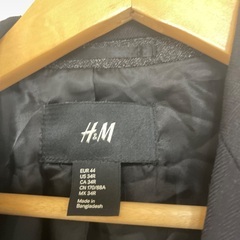 H&M
EUR 44
US 34R
CA 34R
CN 170/88A
MX 34R
Made in
Bangladesh